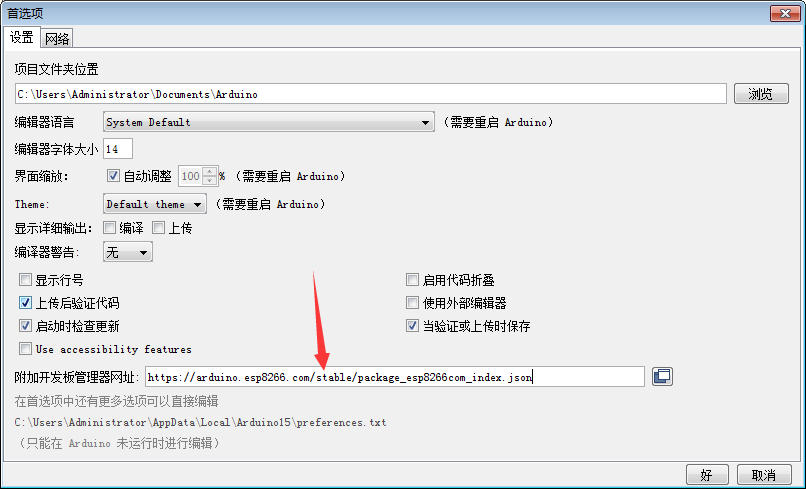 首选项
设置 网络
项目文件夹位置
C:\Users\Administrator\Documents\Arduino 浏览
编辑器语言 System Default （需要重启 Arduino）
编辑器字体大小 14
界面缩放： 自动调整 100 % （需要重启 Arduino）
Theme: Default theme （需要重启 Arduino）
显示详细输出： 编译 上传
编译器警告： 无
显示行号 启用代码折叠
上传后验证代码 使用外部编辑器
启动时检查更新 当验证或上传时保存
Use accessibility features
附加开发板管理器网址: https://arduino.esp8266.com/stable/package_esp8266com_index.json
在首选项中还有更多选项可以直接编辑
C:\Users\Administrator\AppData\Local\Arduino15\preferences.txt
（只能在 Arduino 未运行时进行编辑）
好 取消